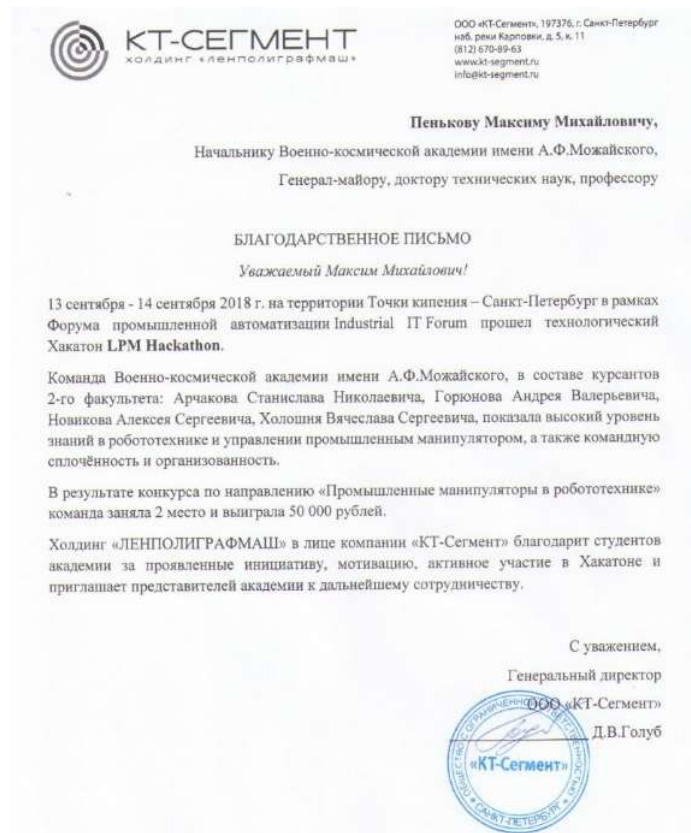 КТ-СЕГМЕНТ
ХОЛДИНГ «ЛЕНПОЛИГРАФМАШ»
ООО «КТ-Сегмент», 197376, г. Санкт-Петербург
наб. реки Карповки, д. 5, к. 11
(812) 670-89-63
www.kt-segment.ru
info@kt-segment.ru
Пенькову Максиму Михайловичу,
Начальнику Военно-космической академии имени А.Ф.Можайского,
Генерал-майору, доктору технических наук, профессору
БЛАГОДАРСТВЕННОЕ ПИСЬМО
Уважаемый Максим Михайлович!
13 сентября - 14 сентября 2018 г. на территории Точки кипения – Санкт-Петербург в рамках
Форума промышленной автоматизации Industrial IT Forum прошел технологический
Хакатон LPM Hackathon.
Команда Военно-космической академии имени А.Ф.Можайского, в составе курсантов
2-го факультета: Арчакова Станислава Николаевича, Горюнова Андрея Валерьевича,
Новикова Алексея Сергеевича, Холошня Вячеслава Сергеевича, показала высокий уровень
знаний в робототехнике и управлении промышленным манипулятором, а также командную
сплочённость и организованность.
В результате конкурса по направлению «Промышленные манипуляторы в робототехнике»
команда заняла 2 место и выиграла 50 000 рублей.
Холдинг «ЛЕНПОЛИГРАФМАШ» в лице компании «КТ-Сегмент» благодарит студентов
академии за проявленные инициативу, мотивацию, активное участие в Хакатоне и
приглашает представителей академии к дальнейшему сотрудничеству.
С уважением,
Генеральный директор
ООО «КТ-Сегмент»
Д.В.Голуб
ОБЩЕСТВО С ОГРАНИЧЕННОЙ ОТВЕТСТВЕННОСТЬЮ
«КТ-Сегмент»
САНКТ-ПЕТЕРБУРГ